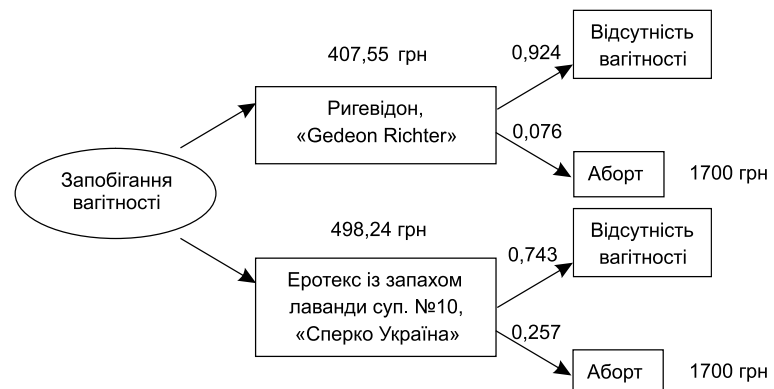 Запобігання
вагітності
407,55 грн
Ригевідон,
«Gedeon Richter»
0,924
Відсутність
вагітності
0,076
Аборт
1700 грн
498,24 грн
Еротекс із запахом
лаванди суп. №10,
«Сперко Україна»
0,743
Відсутність
вагітності
0,257
Аборт
1700 грн